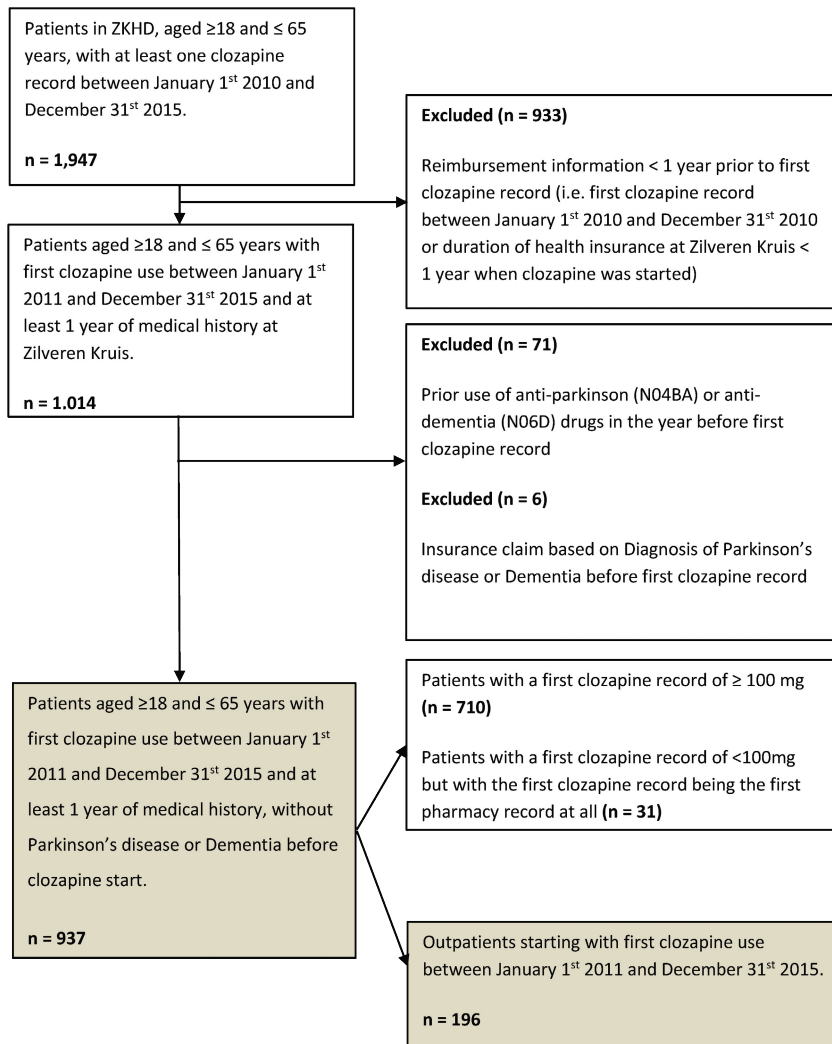 Patients in ZKHD, aged ≥18 and ≤ 65
years, with at least one clozapine
record between January 1st 2010 and
December 31st 2015.
n = 1,947
Excluded (n = 933)
Reimbursement information < 1 year prior to first
clozapine record (i.e. first clozapine record
between January 1st 2010 and December 31st 2010
or duration of health insurance at Zilveren Kruis <
1 year when clozapine was started)
Patients aged ≥18 and ≤ 65 years with
first clozapine use between January 1st
2011 and December 31st 2015 and at
least 1 year of medical history at
Zilveren Kruis.
n = 1.014
Excluded (n = 71)
Prior use of anti-parkinson (N04BA) or anti-
dementia (N06D) drugs in the year before first
clozapine record
Excluded (n = 6)
Insurance claim based on Diagnosis of Parkinson's
disease or Dementia before first clozapine record
Patients aged ≥18 and ≤ 65 years with
first clozapine use between January 1st
2011 and December 31st 2015 and at
least 1 year of medical history, without
Parkinson's disease or Dementia before
clozapine start.
n = 937
Patients with a first clozapine record of ≥ 100 mg
(n = 710)
Patients with a first clozapine record of <100mg
but with the first clozapine record being the first
pharmacy record at all (n = 31)
Outpatients starting with first clozapine use
between January 1st 2011 and December 31st 2015.
n = 196